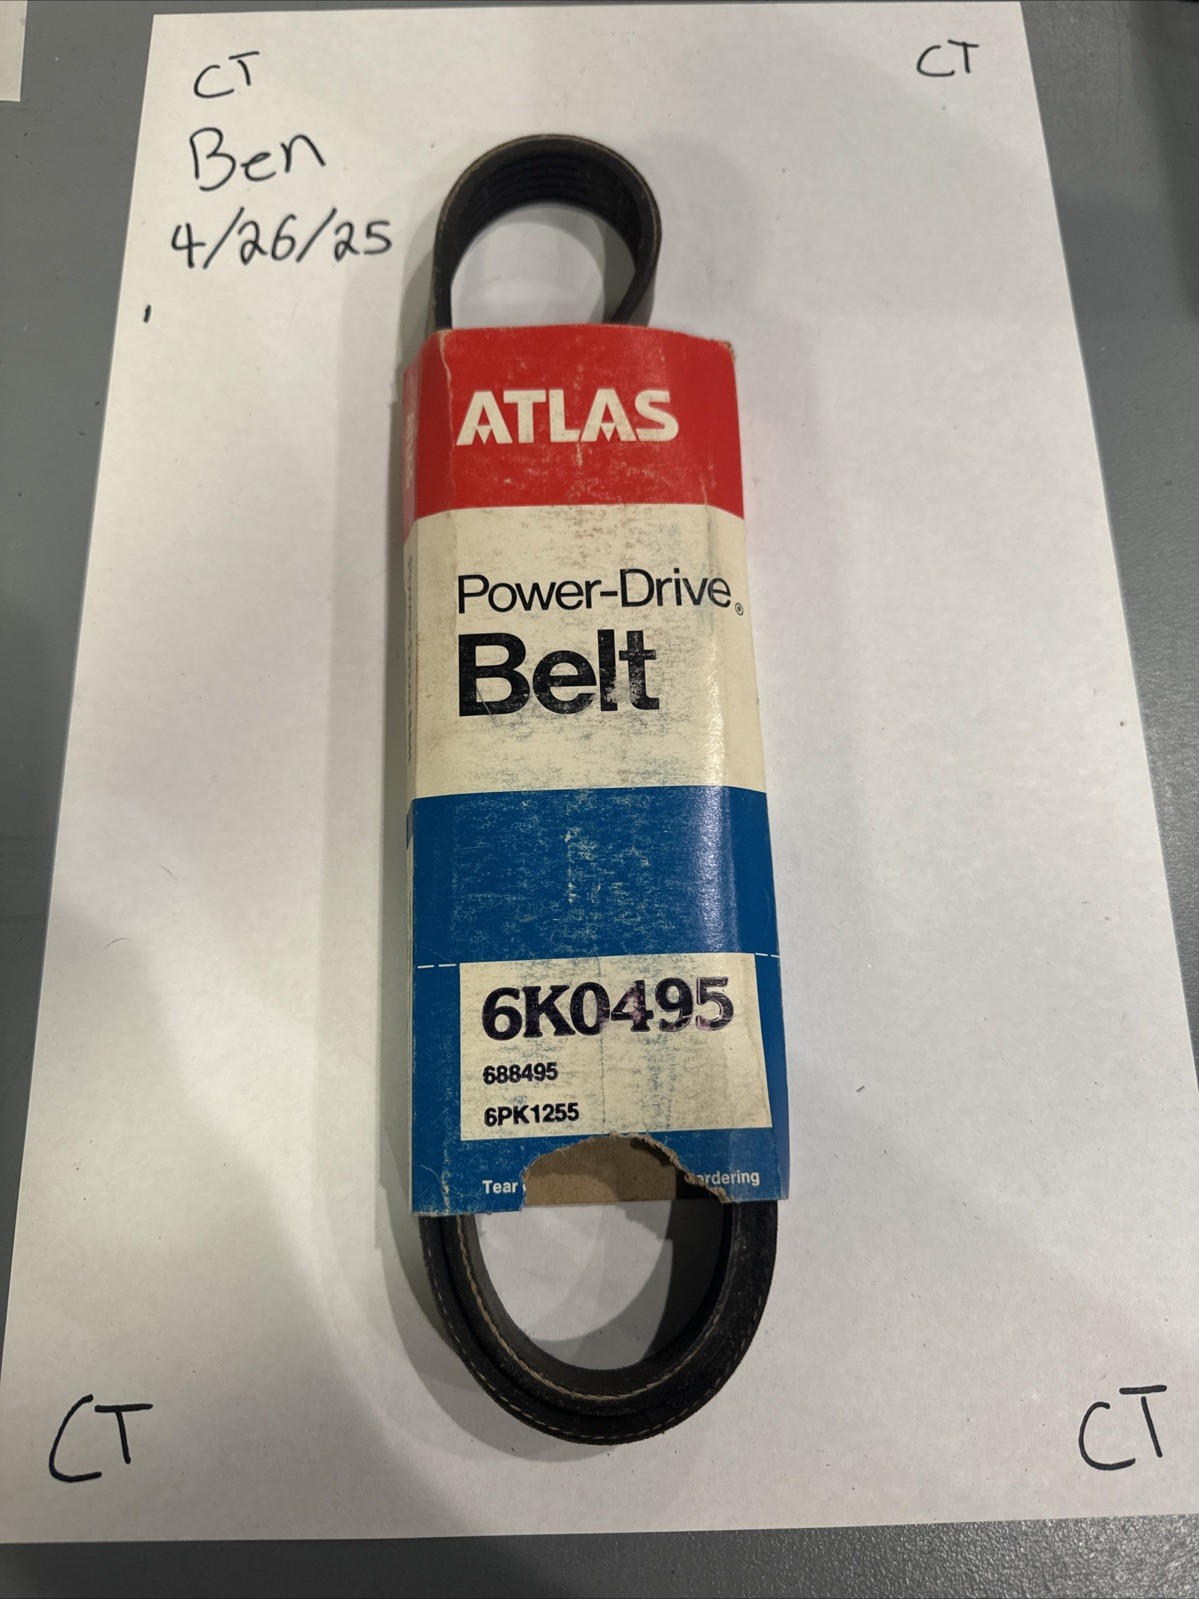 CT
CT
Ben
4/26/25
ATLAS
Power-Drive®
Belt
6K0495
688495
6PK1255
Tear
ordering
CT
CT